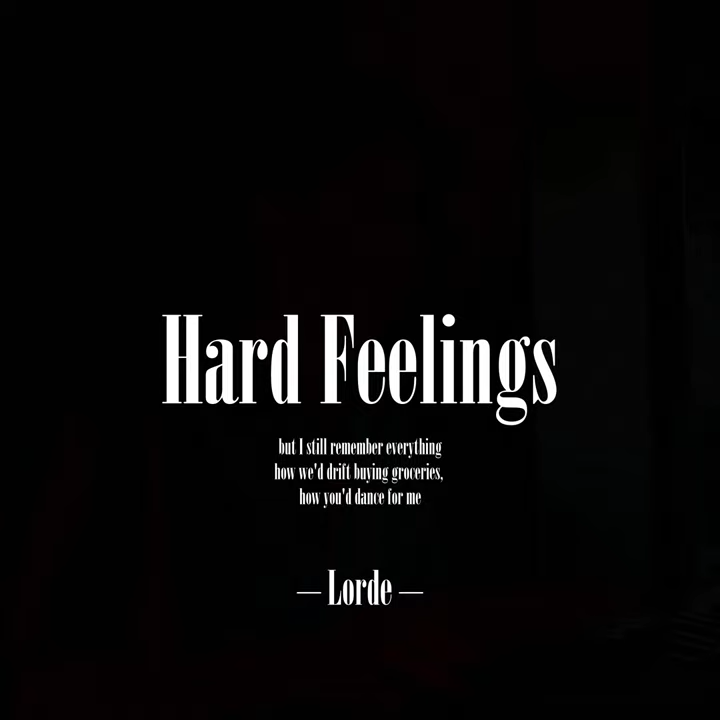 Hard Feelings
but I still remember everything
how we'd drift buying groceries,
how you'd dance for me
— Lorde —